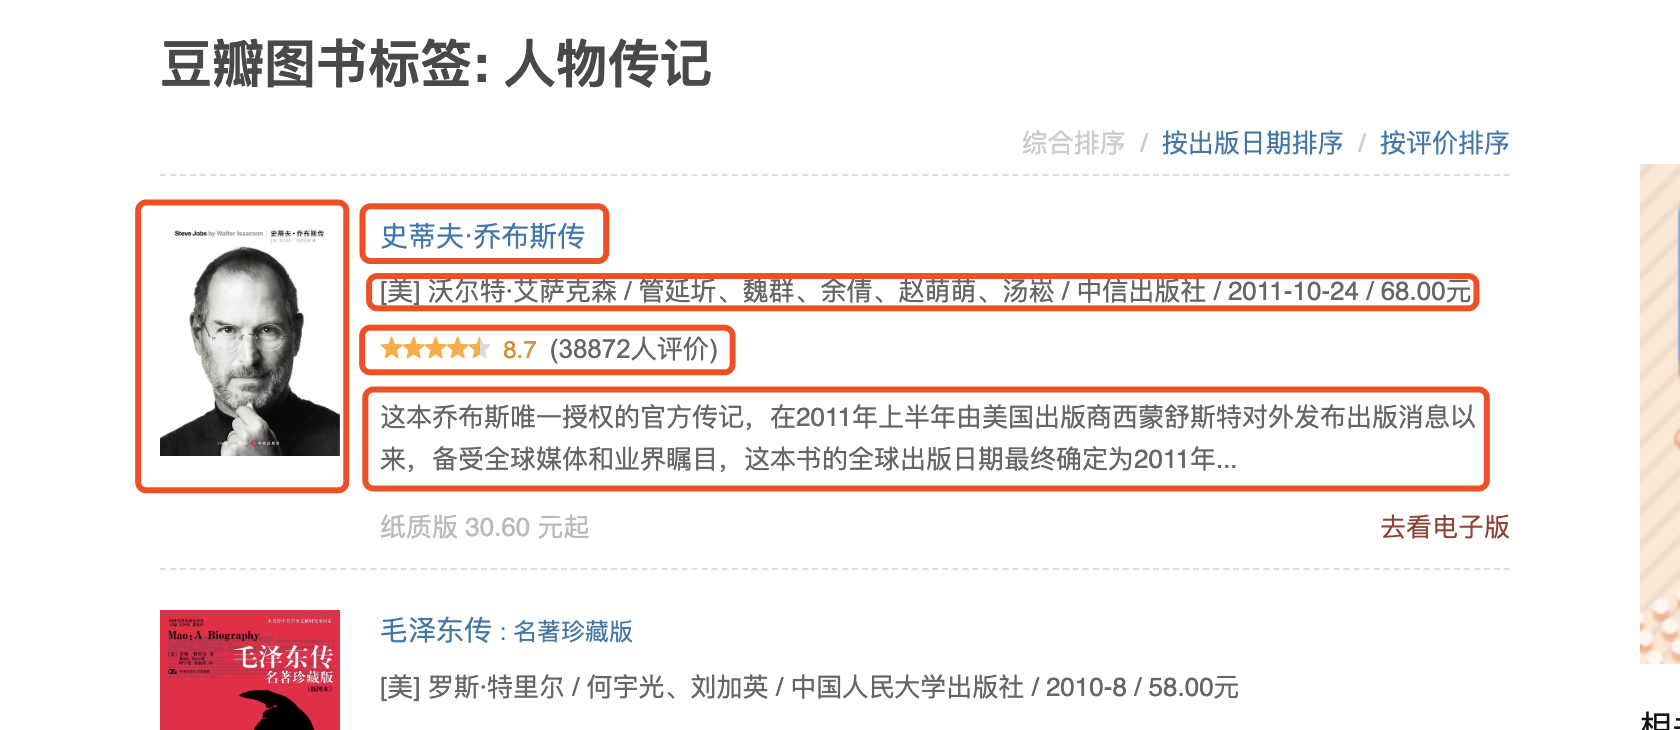 豆瓣图书标签: 人物传记
综合排序 / 按出版日期排序 / 按评价排序
Steve Jobs by Walter Isaacson | 史蒂夫·乔布斯传
史蒂夫·乔布斯传
[美] 沃尔特·艾萨克森 / 管延圻、魏群、余倩、赵萌萌、汤崧 / 中信出版社 / 2011-10-24 / 68.00元
8.7 (38872人评价)
这本乔布斯唯一授权的官方传记，在2011年上半年由美国出版商西蒙舒斯特对外发布出版消息以
来，备受全球媒体和业界瞩目，这本书的全球出版日期最终确定为2011年...
纸质版 30.60 元起
去看电子版
Mao: A Biography
毛泽东传
名著珍藏版
(插图本)
毛泽东传 : 名著珍藏版
[美] 罗斯·特里尔 / 何宇光、刘加英 / 中国人民大学出版社 / 2010-8 / 58.00元